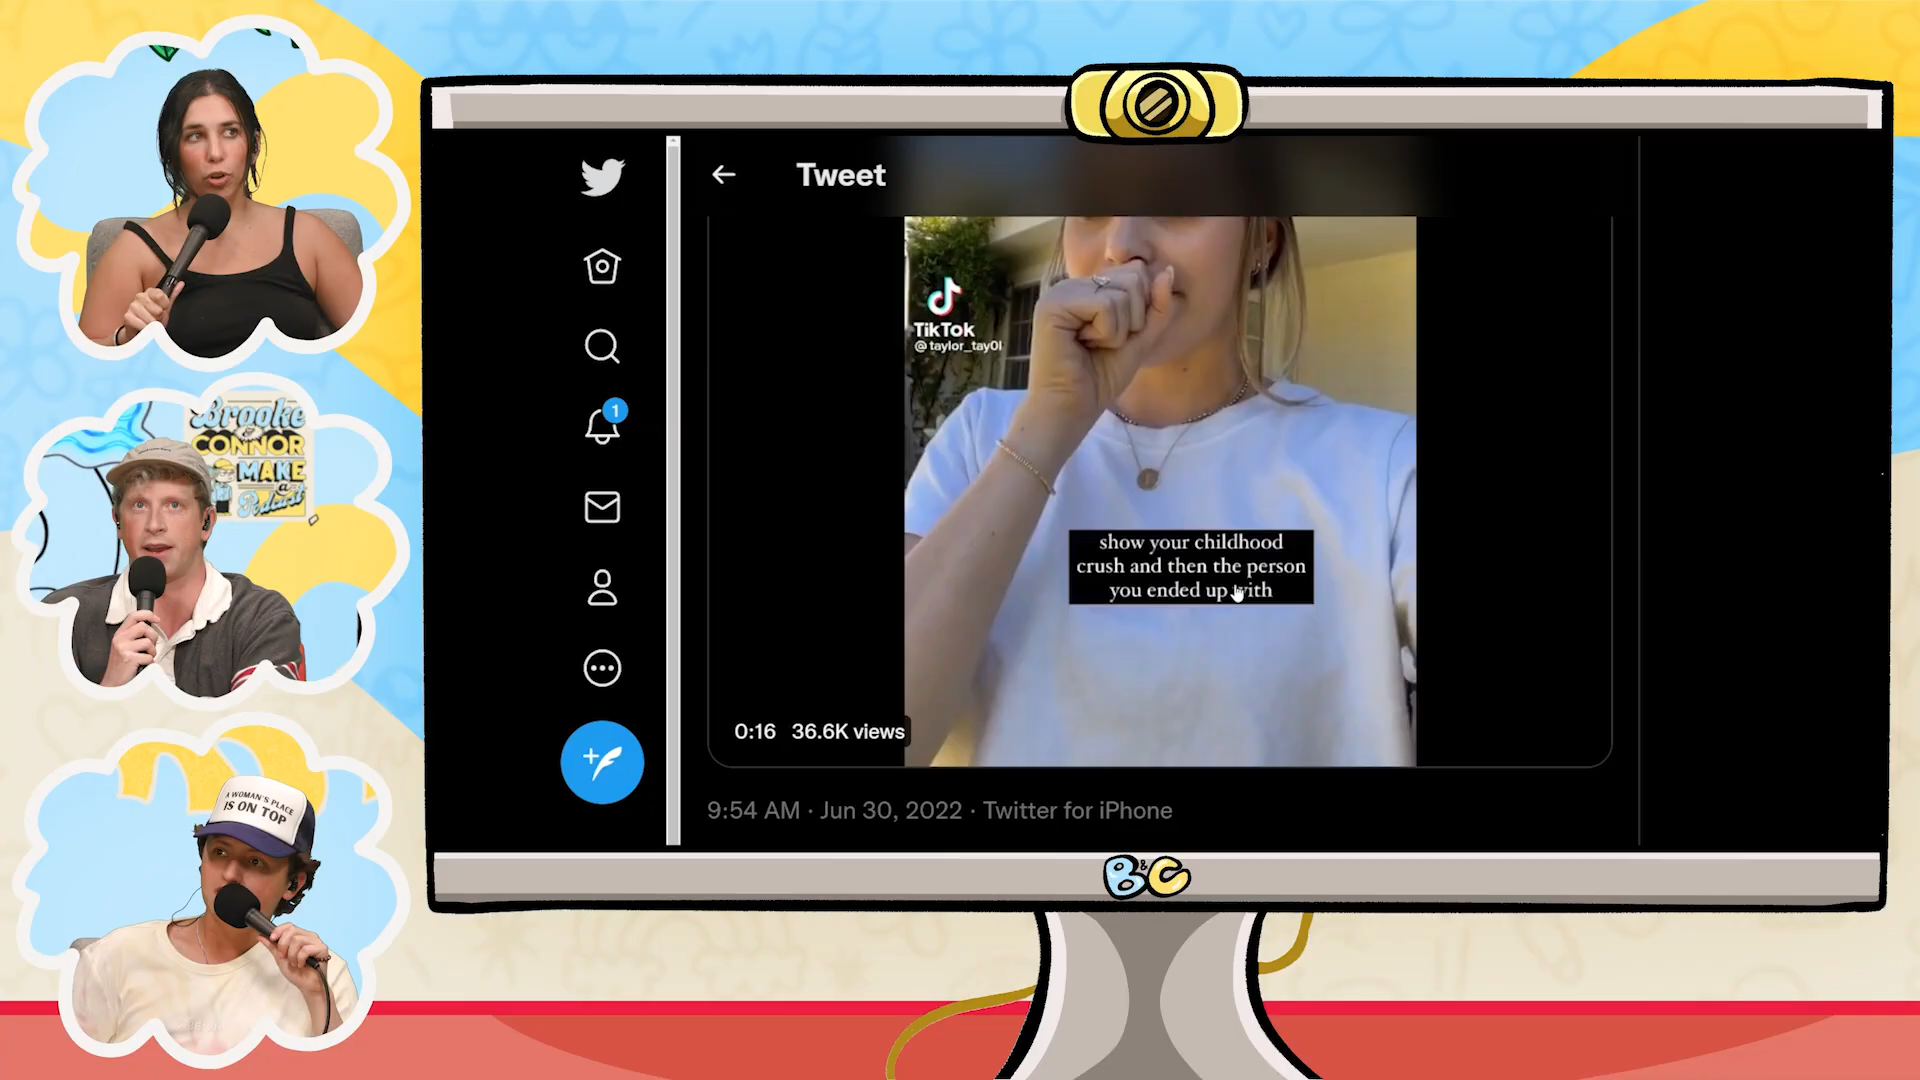 Brooke
CONNOR
MAKE
a
Podcast
A WOMAN'S PLACE
IS ON TOP
Tweet
TikTok
@taylor_tay01
1
show your childhood
crush and then the person
you ended up with
0:16 36.6K views
9:54 AM · Jun 30, 2022 · Twitter for iPhone
B&C